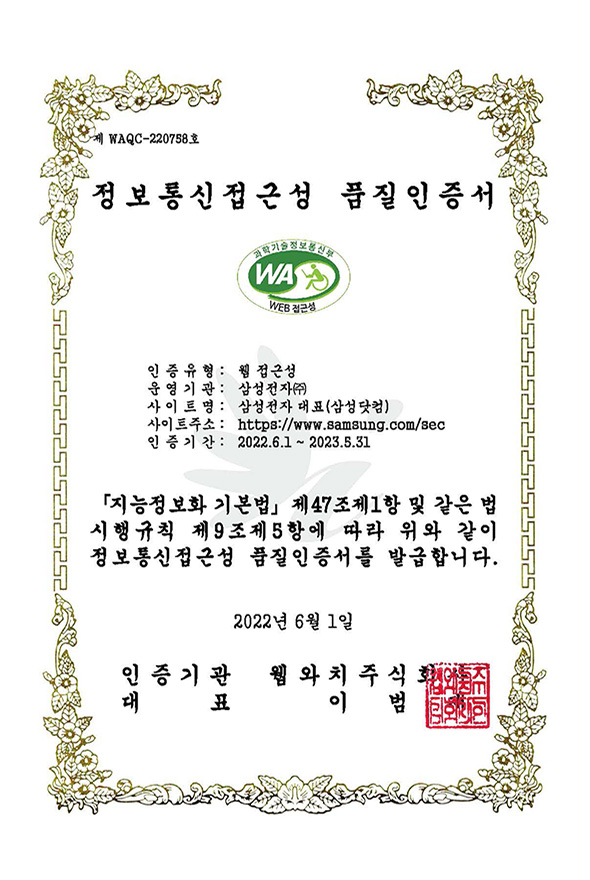 제 WAQC-220758호
정보통신접근성 품질인증서
과학기술정보통신부
WA
WEB 접근성
인증유형 : 웹 접근성
운영기관 : 삼성전자㈜
사이트명 : 삼성전자 대표(삼성닷컴)
사이트주소 : https://www.samsung.com/sec
인증기간 : 2022.6.1 ~ 2023.5.31
「지능정보화 기본법」 제47조제1항 및 같은 법
시행규칙 제9조제5항에 따라 위와 같이
정보통신접근성 품질인증서를 발급합니다.
2022년 6월 1일
인증기관 웹와치주식회
대표 이범